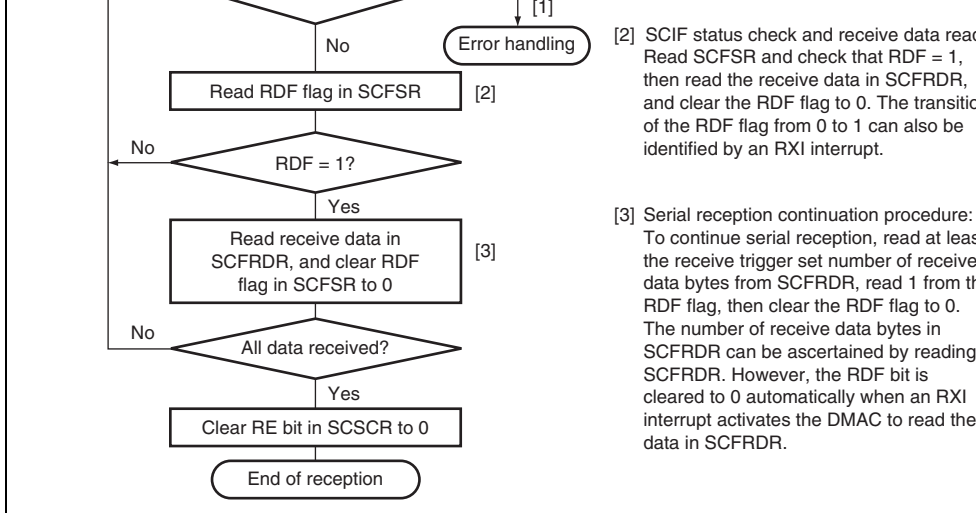 [1]
No
Error handling
Read RDF flag in SCFSR
[2]
No
RDF = 1?
Yes
Read receive data in
SCFRDR, and clear RDF
flag in SCFSR to 0
[3]
No
All data received?
Yes
Clear RE bit in SCSCR to 0
End of reception
[2] SCIF status check and receive data
Read SCFSR and check that RDF = 1,
then read the receive data in SCFRDR,
and clear the RDF flag to 0. The
of the RDF flag from 0 to 1 can also be
identified by an RXI interrupt.
[3] Serial reception continuation procedure:
To continue serial reception, read at
the receive trigger set number of receive
data bytes from SCFRDR, read 1 from
RDF flag, then clear the RDF flag to 0.
The number of receive data bytes in
SCFRDR can be ascertained by reading
SCFRDR. However, the RDF bit is
cleared to 0 automatically when an RXI
interrupt activates the DMAC to read the
data in SCFRDR.